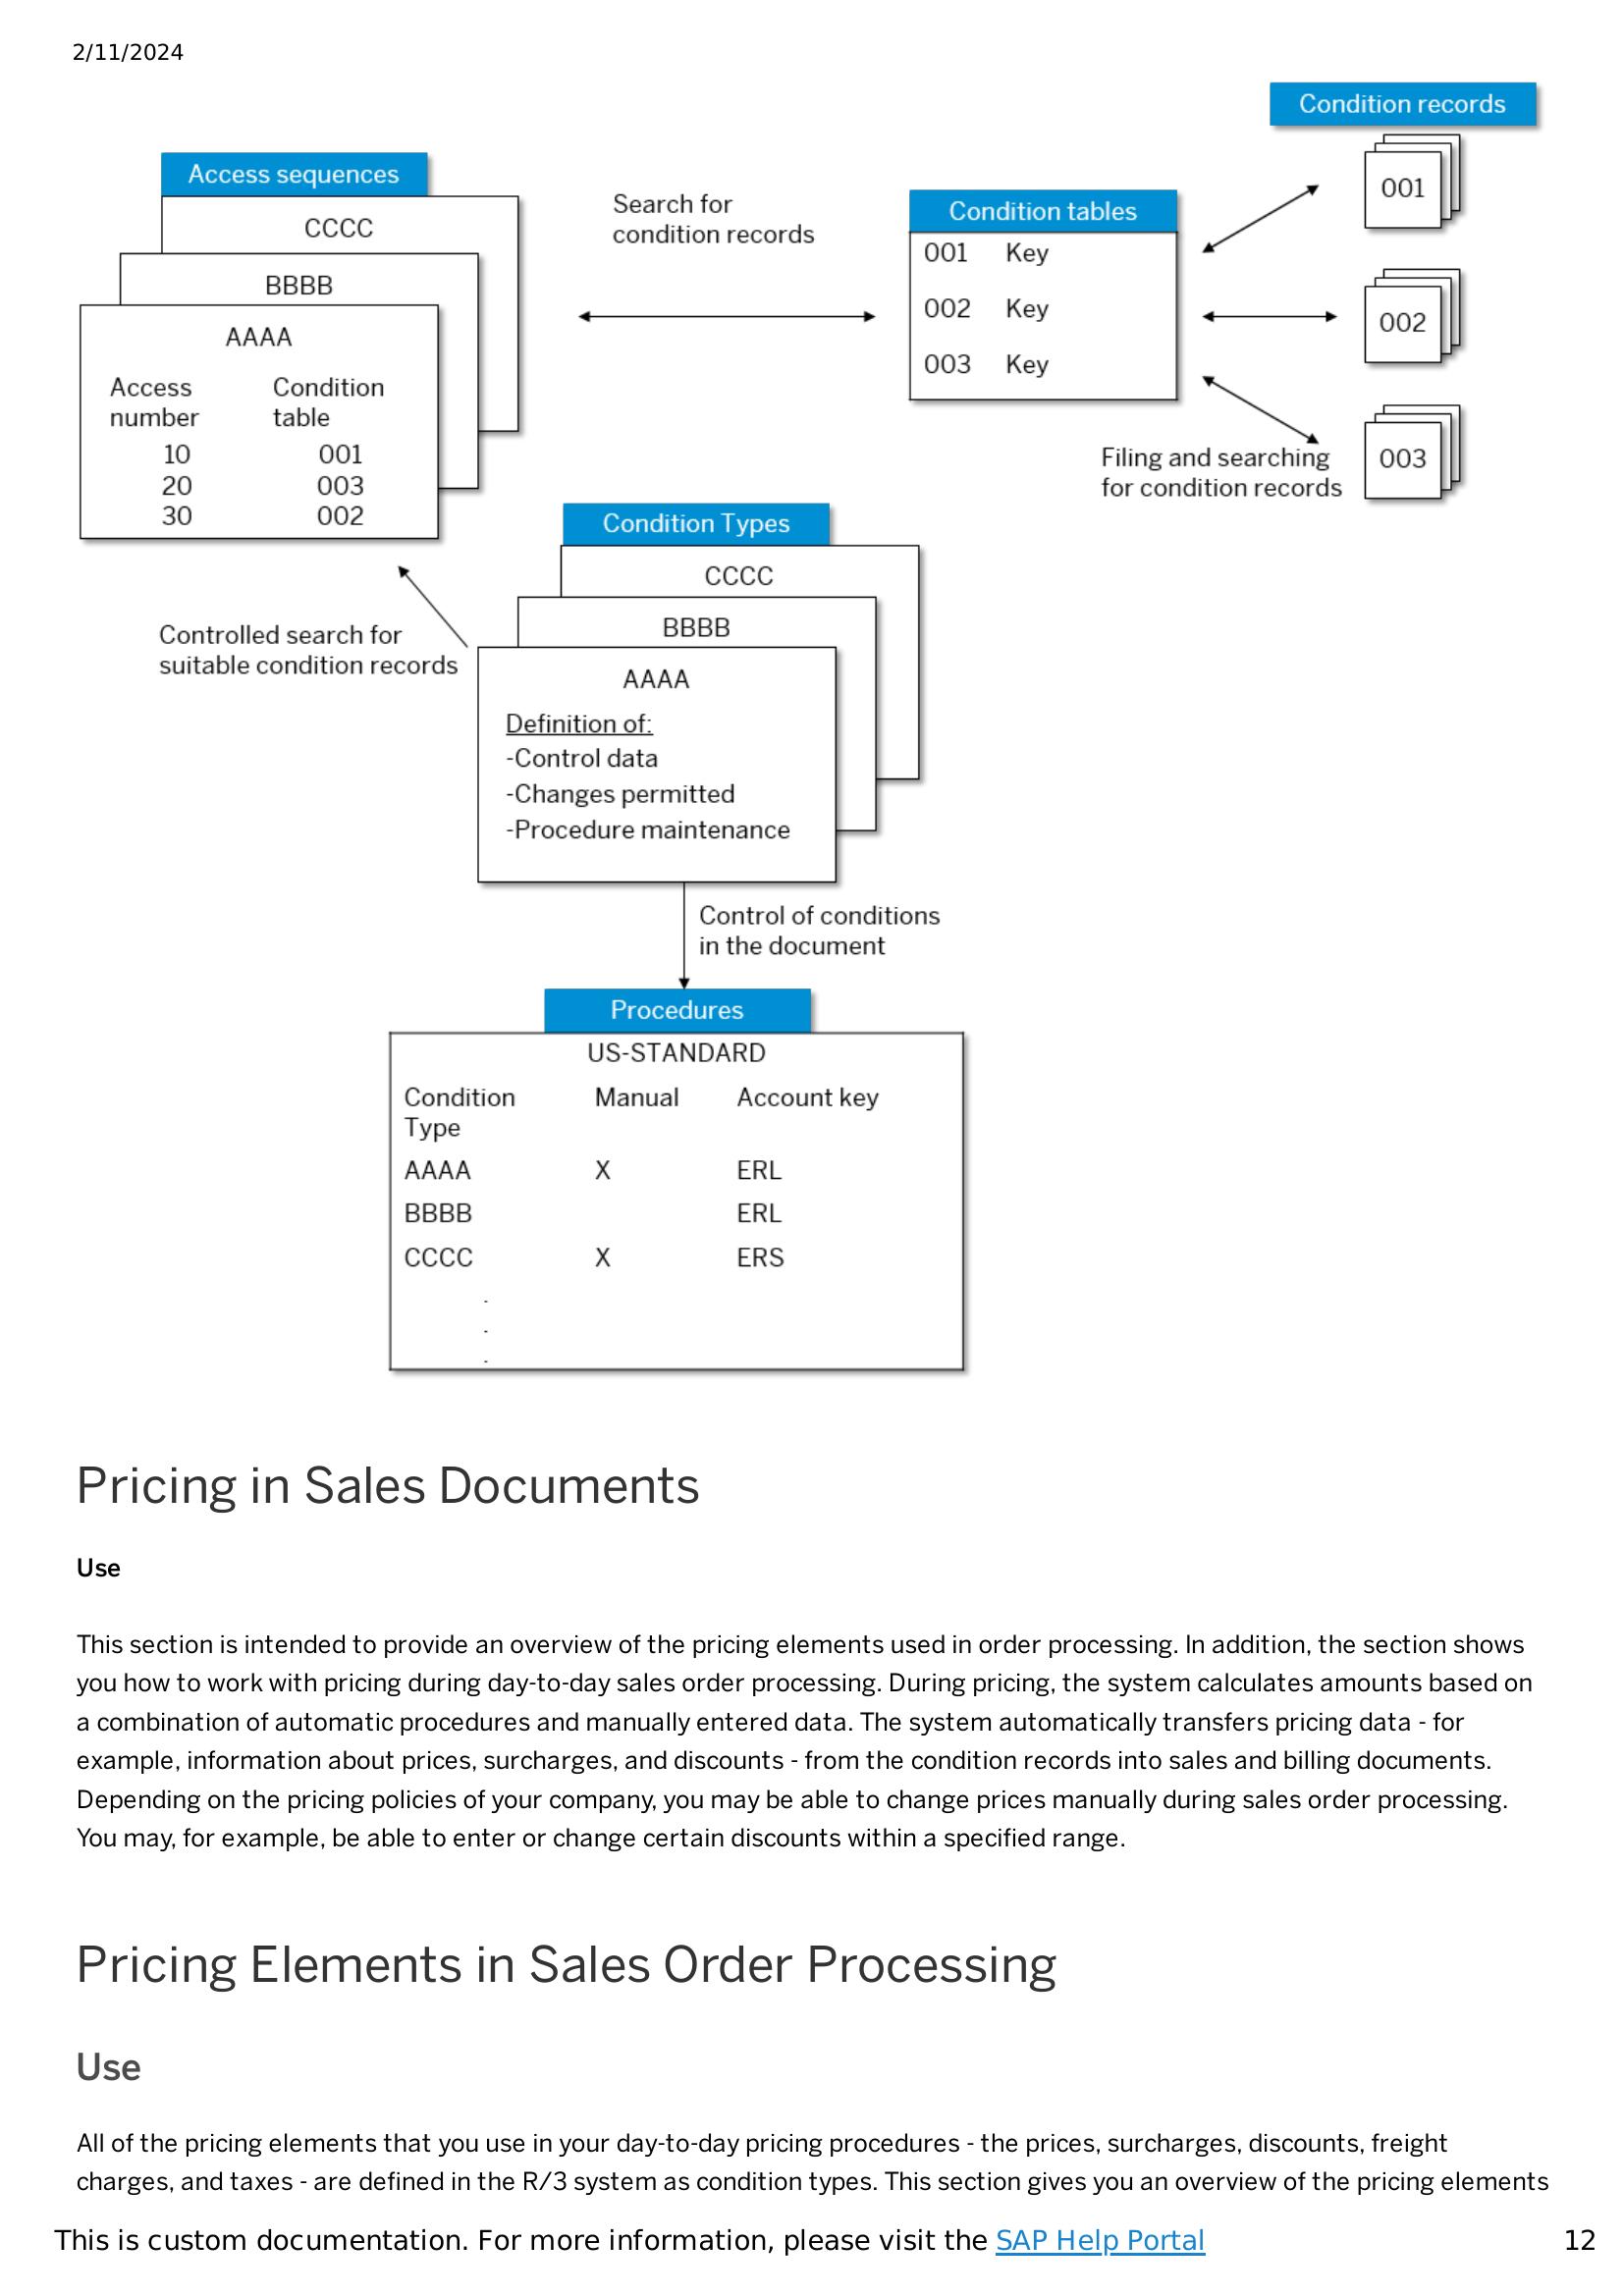 2/11/2024
Condition records
001
002
003
Access sequences
CCCC
BBBB
AAAA
Access number Condition table
10 001
20 003
30 002
Search for
condition records
Condition tables
001 Key
002 Key
003 Key
Filing and searching
for condition records
Condition Types
CCCC
BBBB
AAAA
Definition of:
-Control data
-Changes permitted
-Procedure maintenance
Controlled search for
suitable condition records
Control of conditions
in the document
Procedures
US-STANDARD
Condition Type Manual Account key
AAAA X ERL
BBBB ERL
CCCC X ERS
.
.
.
Pricing in Sales Documents
Use
This section is intended to provide an overview of the pricing elements used in order processing. In addition, the section shows
you how to work with pricing during day-to-day sales order processing. During pricing, the system calculates amounts based on
a combination of automatic procedures and manually entered data. The system automatically transfers pricing data - for
example, information about prices, surcharges, and discounts - from the condition records into sales and billing documents.
Depending on the pricing policies of your company, you may be able to change prices manually during sales order processing.
You may, for example, be able to enter or change certain discounts within a specified range.
Pricing Elements in Sales Order Processing
Use
All of the pricing elements that you use in your day-to-day pricing procedures - the prices, surcharges, discounts, freight
charges, and taxes - are defined in the R/3 system as condition types. This section gives you an overview of the pricing elements
This is custom documentation. For more information, please visit the SAP Help Portal 12